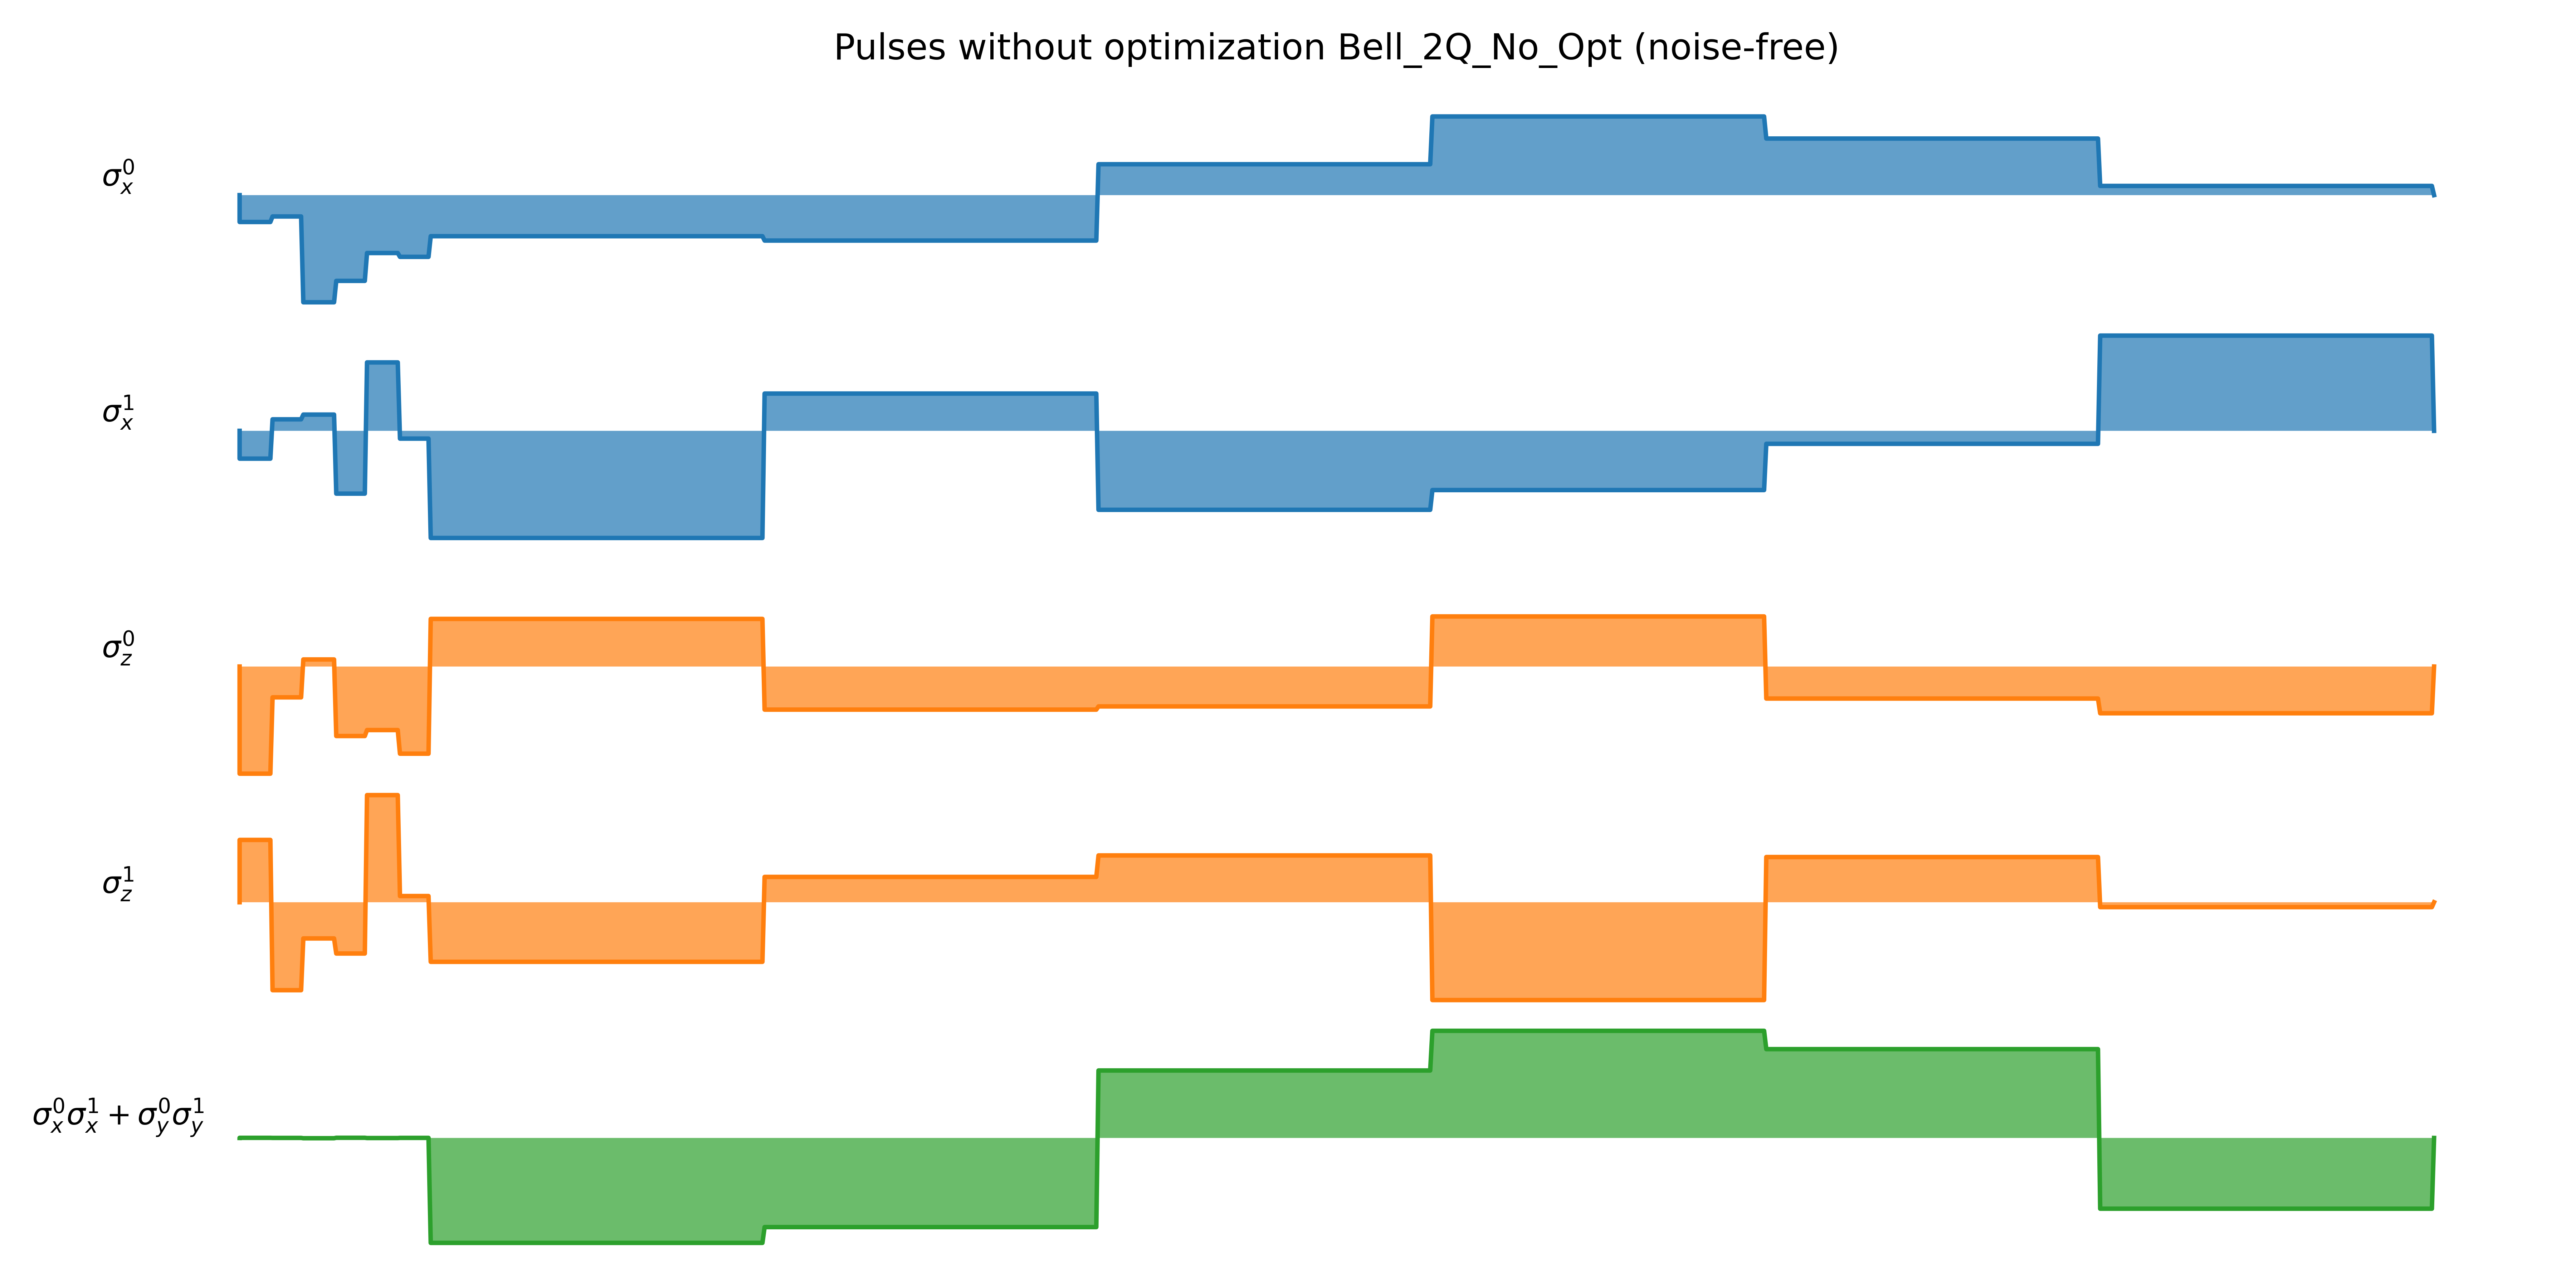 Pulses without optimization Bell_2Q_No_Opt (noise-free)
σ_x^0
σ_x^1
σ_z^0
σ_z^1
σ_x^0σ_x^1 + σ_y^0σ_y^1